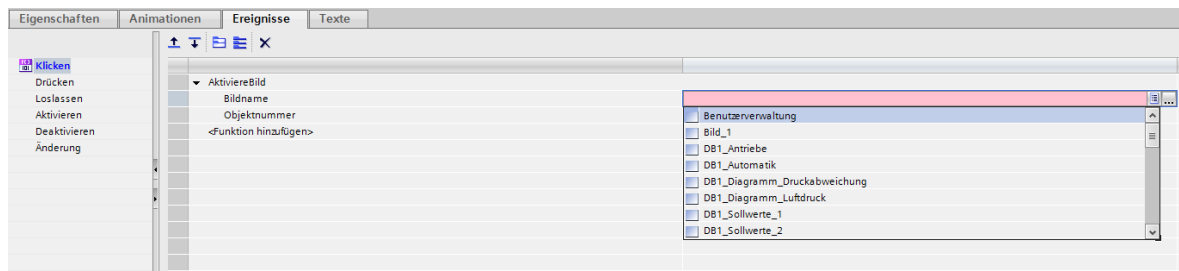 Eigenschaften Animationen Ereignisse Texte
Klicken
Drücken
Loslassen
Aktivieren
Deaktivieren
Änderung
AktiviereBild
Bildname
Objektnummer
<Funktion hinzufügen>
...
Benutzerverwaltung
Bild_1
DB1_Antriebe
DB1_Automatik
DB1_Diagramm_Druckabweichung
DB1_Diagramm_Luftdruck
DB1_Sollwerte_1
DB1_Sollwerte_2